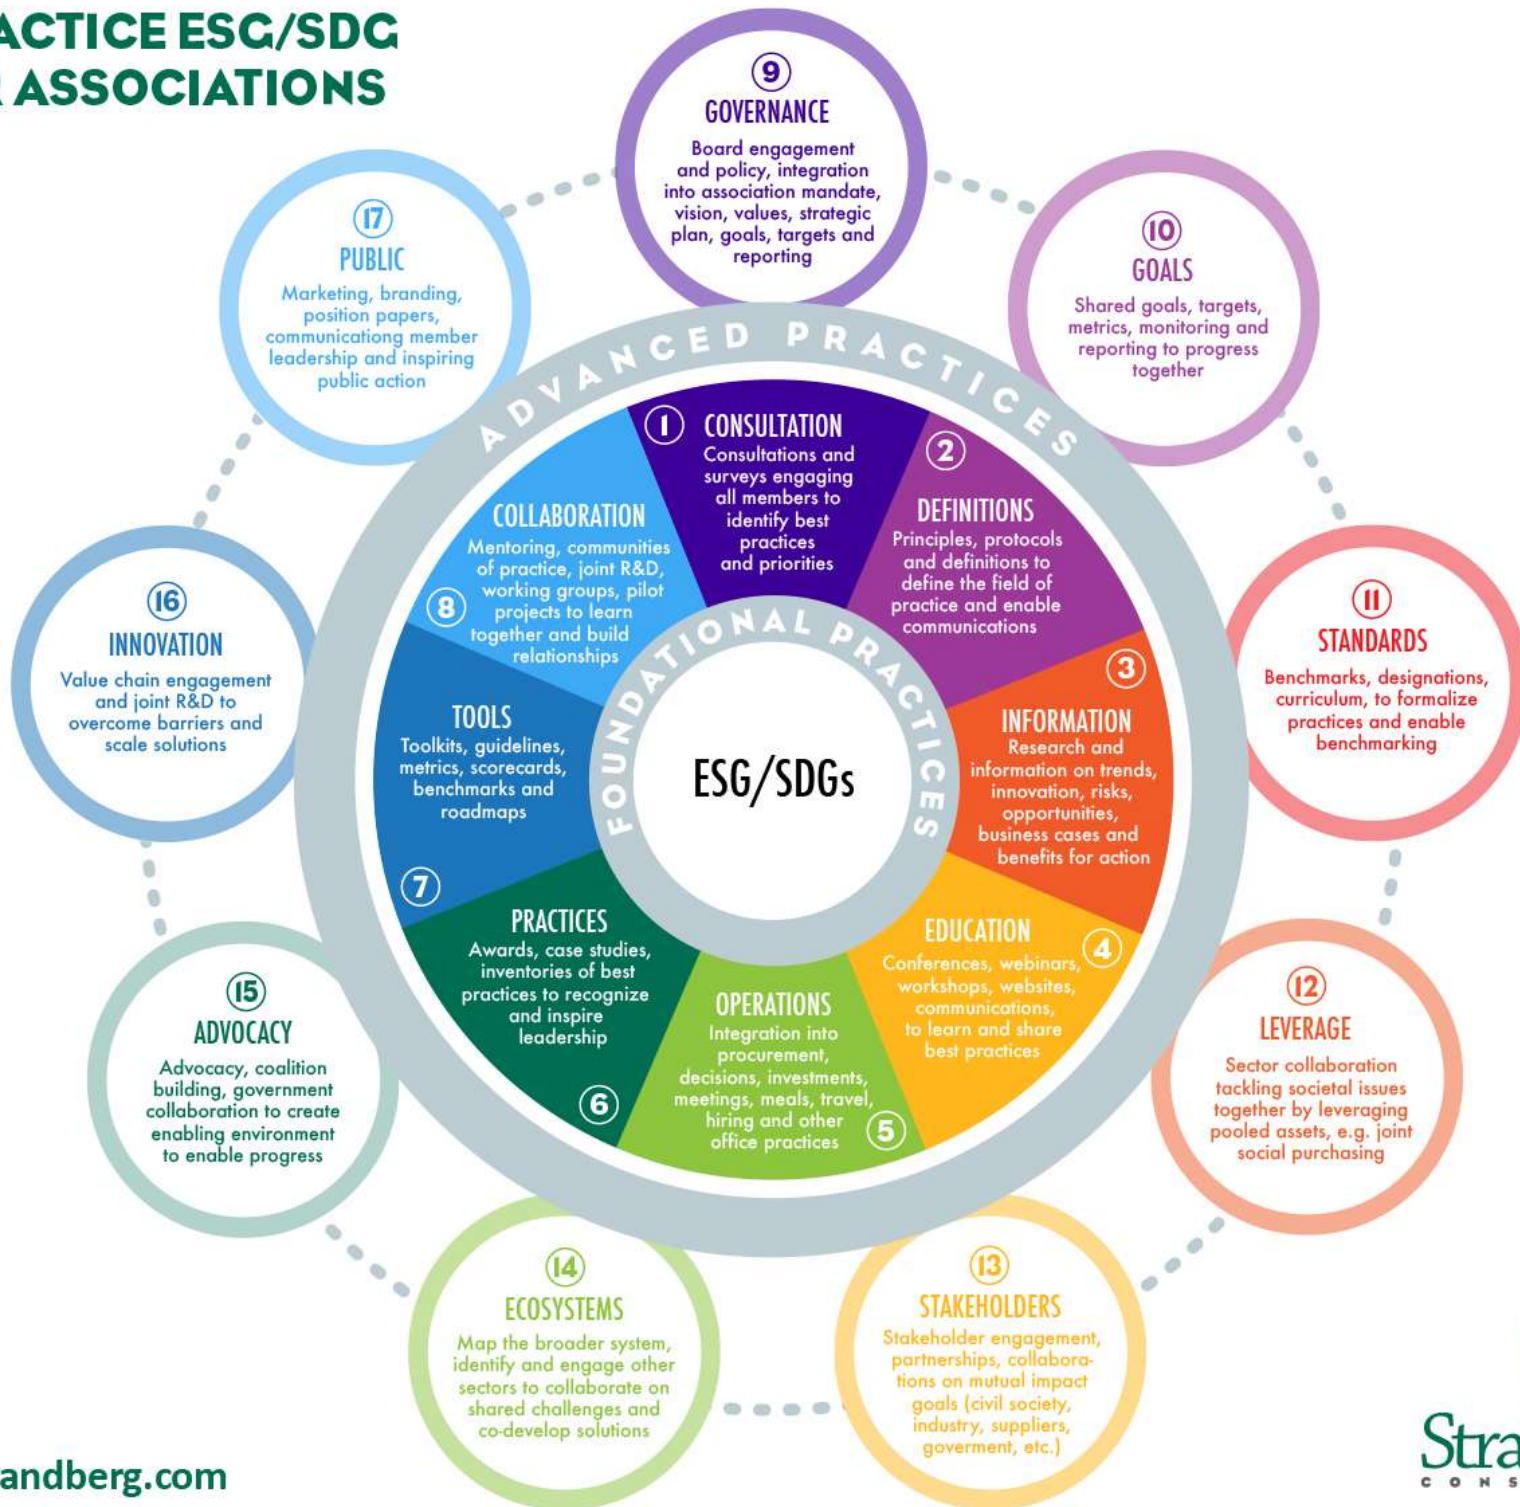 ACTICE ESG/SDG
R ASSOCIATIONS
9
GOVERNANCE
Board engagement
and policy, integration
into association mandate,
vision, values, strategic
plan, goals, targets and
reporting
10
GOALS
Shared goals, targets,
metrics, monitoring and
reporting to progress
together
11
STANDARDS
Benchmarks, designations,
curriculum, to formalize
practices and enable
benchmarking
12
LEVERAGE
Sector collaboration
tackling societal issues
together by leveraging
pooled assets, e.g. joint
social purchasing
13
STAKEHOLDERS
Stakeholder engagement,
partnerships, collabora-
tions on mutual impact
goals (civil society,
industry, suppliers,
goverment, etc.)
14
ECOSYSTEMS
Map the broader system,
identify and engage other
sectors to collaborate on
shared challenges and
co-develop solutions
15
ADVOCACY
Advocacy, coalition
building, government
collaboration to create
enabling environment
to enable progress
16
INNOVATION
Value chain engagement
and joint R&D to
overcome barriers and
scale solutions
17
PUBLIC
Marketing, branding,
position papers,
communicationg member
leadership and inspiring
public action
ADVANCED PRACTICES
1
CONSULTATION
Consultations and
surveys engaging
all members to
identify best
practices
and priorities
2
DEFINITIONS
Principles, protocols
and definitions to
define the field of
practice and enable
communications
3
INFORMATION
Research and
information on trends,
innovation, risks,
opportunities,
business cases and
benefits for action
4
EDUCATION
Conferences, webinars,
workshops, websites,
communications,
to learn and share
best practices
5
OPERATIONS
Integration into
procurement,
decisions, investments,
meetings, meals, travel,
hiring and other
office practices
6
PRACTICES
Awards, case studies,
inventories of best
practices to recognize
and inspire
leadership
7
TOOLS
Toolkits, guidelines,
metrics, scorecards,
benchmarks and
roadmaps
8
COLLABORATION
Mentoring, communities
of practice, joint R&D,
working groups, pilot
projects to learn
together and build
relationships
FOUNDATIONAL PRACTICES
ESG/SDGs
andberg.com
Stra
CONS